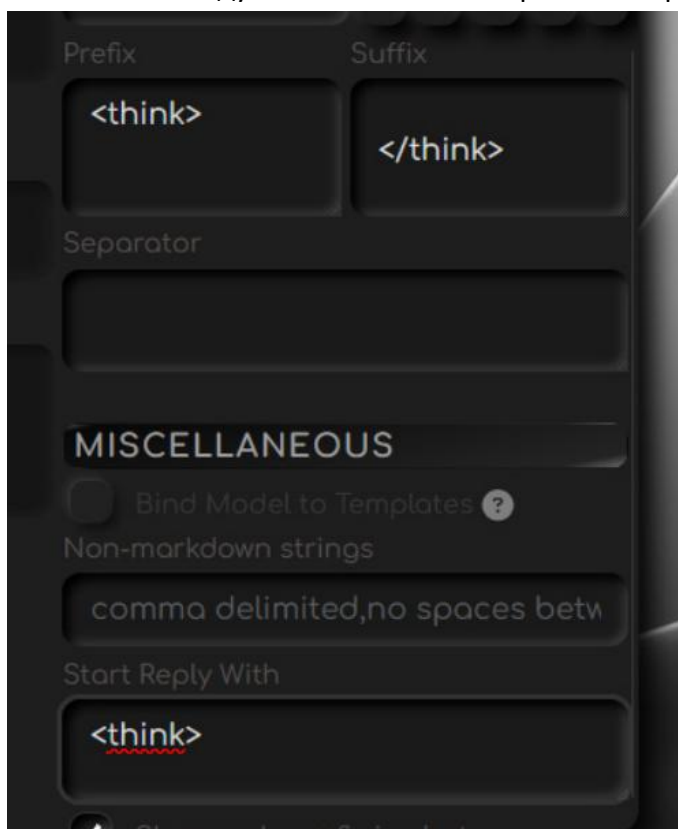 Prefix
Suffix
<think>
</think>
Separator
MISCELLANEOUS
Bind Model to Templates ?
Non-markdown strings
comma delimited,no spaces betw
Start Reply With
<think>